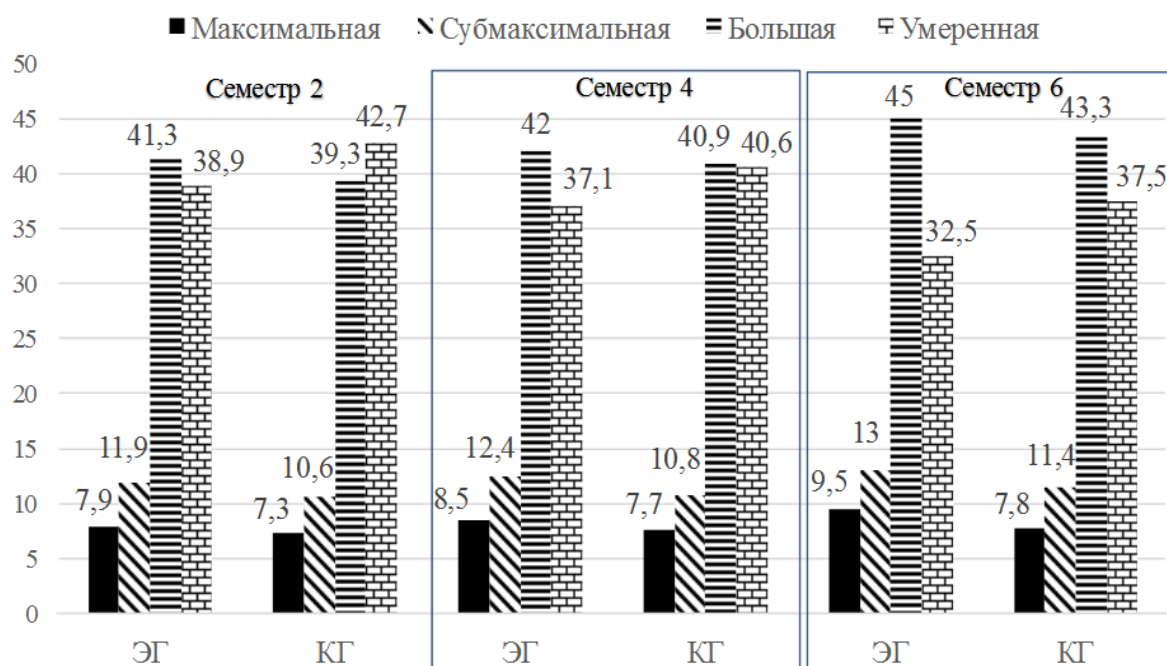 Максимальная Субмаксимальная Большая Умеренная
50
45
40
35
30
25
20
15
10
5
0
Семестр 2
7,9 11,9 41,3 38,9
7,3 10,6 39,3 42,7
ЭГ КГ
Семестр 4
8,5 12,4 42 37,1
7,7 10,8 40,9 40,6
ЭГ КГ
Семестр 6
9,5 13 45 32,5
7,8 11,4 43,3 37,5
ЭГ КГ